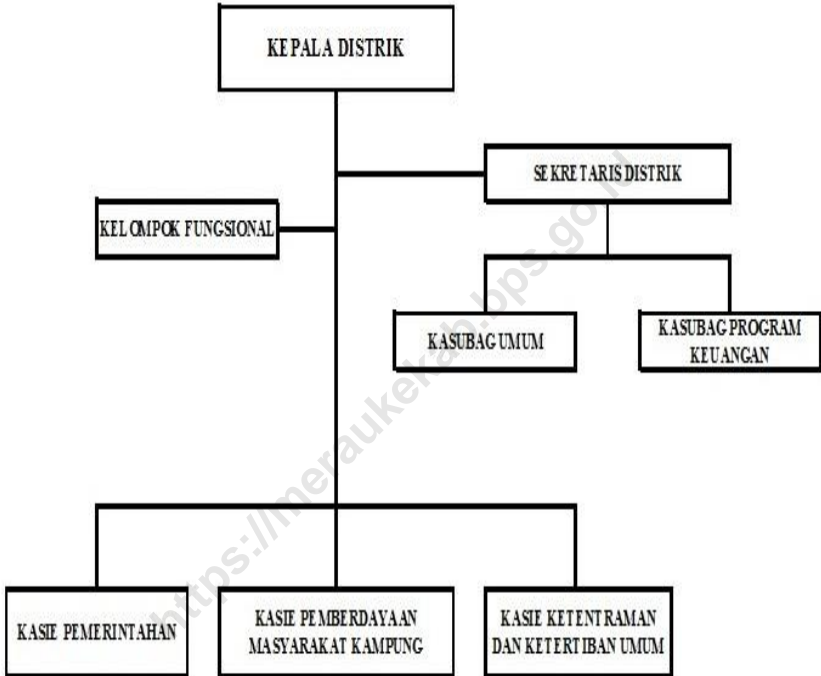 KEPALA DISTRIK
SEKRETARIS DISTRIK
KELOMPOK FUNGSIONAL
KASUBAG UMUM
KASUBAG PROGRAM
KEUANGAN
KASIE PEMERINTAHAN
KASIE PEMBERDAYAAN
MASYARAKAT KAMPUNG
KASIE KETENTRAMAN
DAN KETERTIBAN UMUM
https://meraukekab.bps.go.id